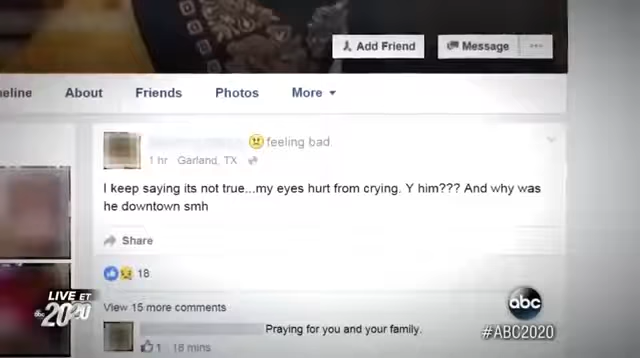 Add Friend
Message
eline About Friends Photos More
feeling bad.
1 hr Garland, TX
I keep saying its not true...my eyes hurt from crying. Y him??? And why was
he downtown smh
Share
18
View 15 more comments
Praying for you and your family.
1 18 mins
LIVE ET
abc 2020
abc
#ABC2020